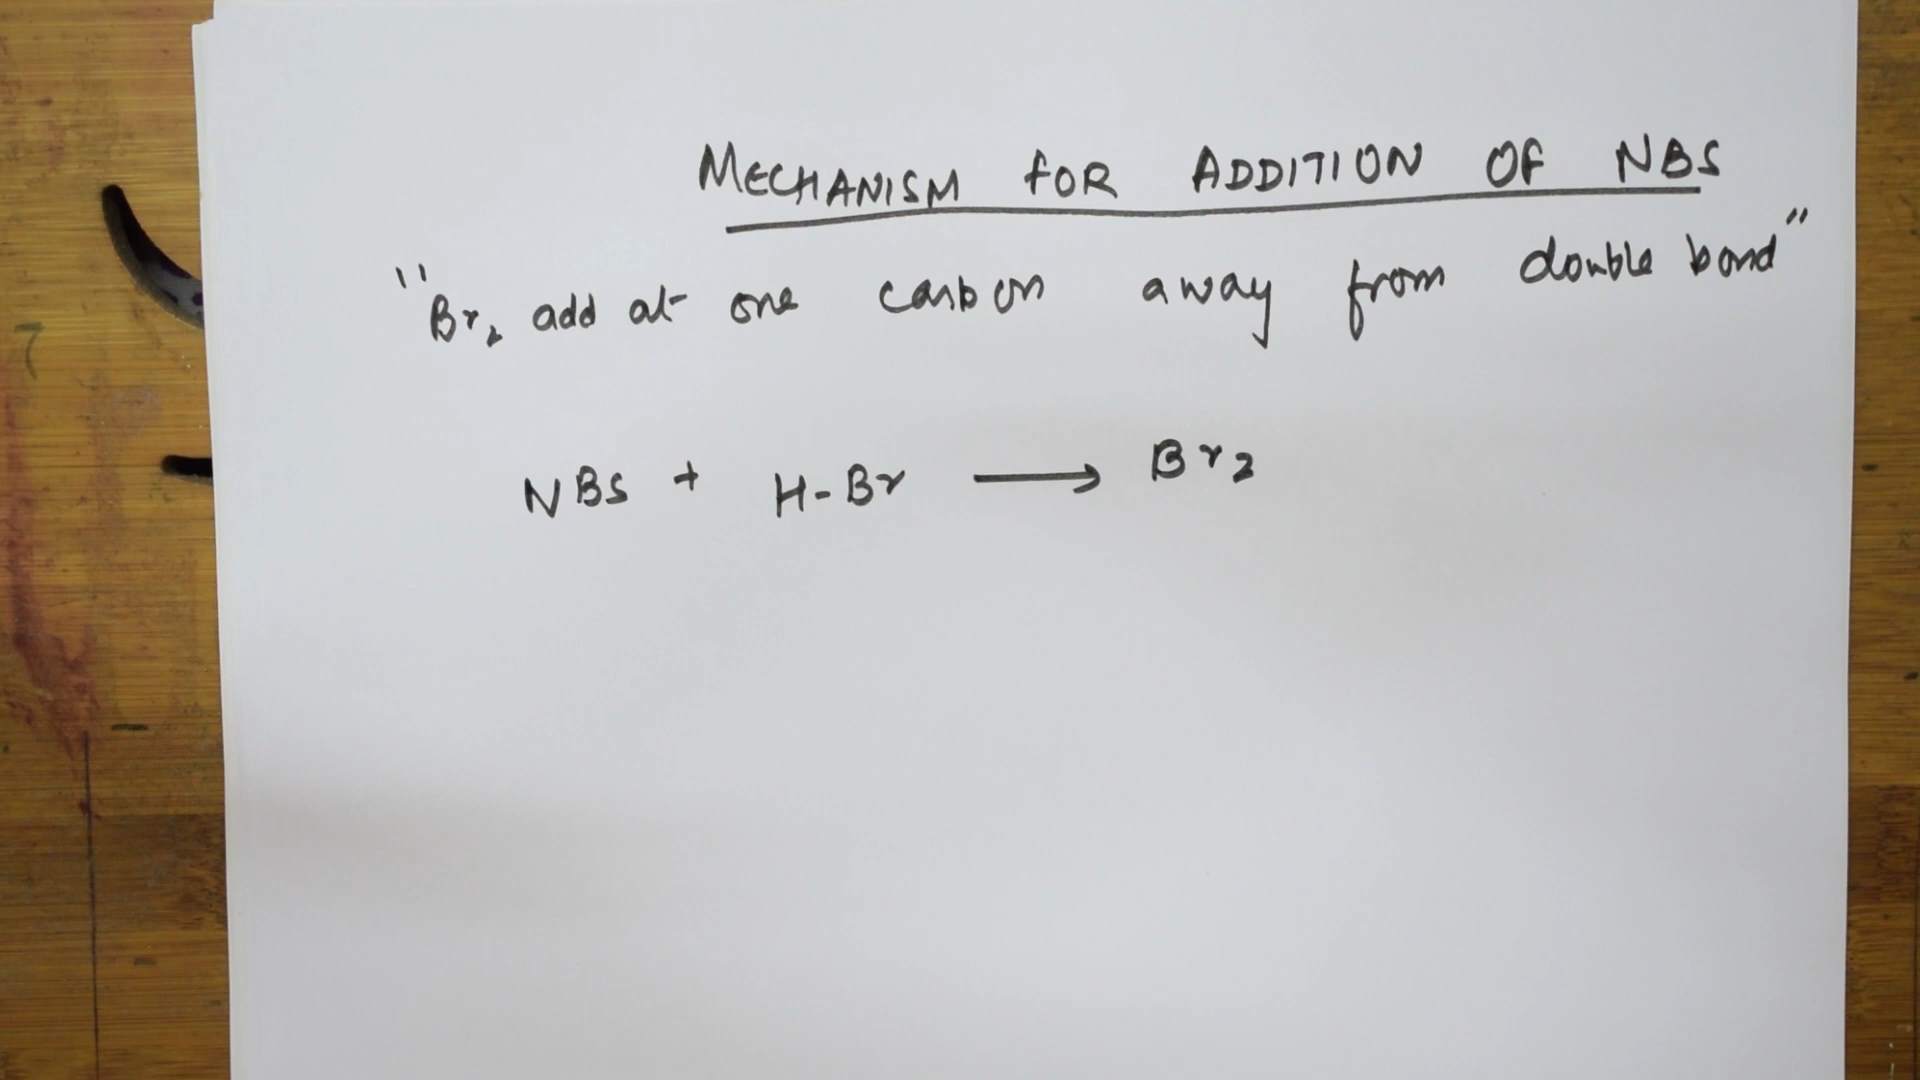 MECHANISM FOR ADDITION OF NBS
"Br₂ add at one carbon away from double bond"
NBS + H-Br ⟶ Br₂